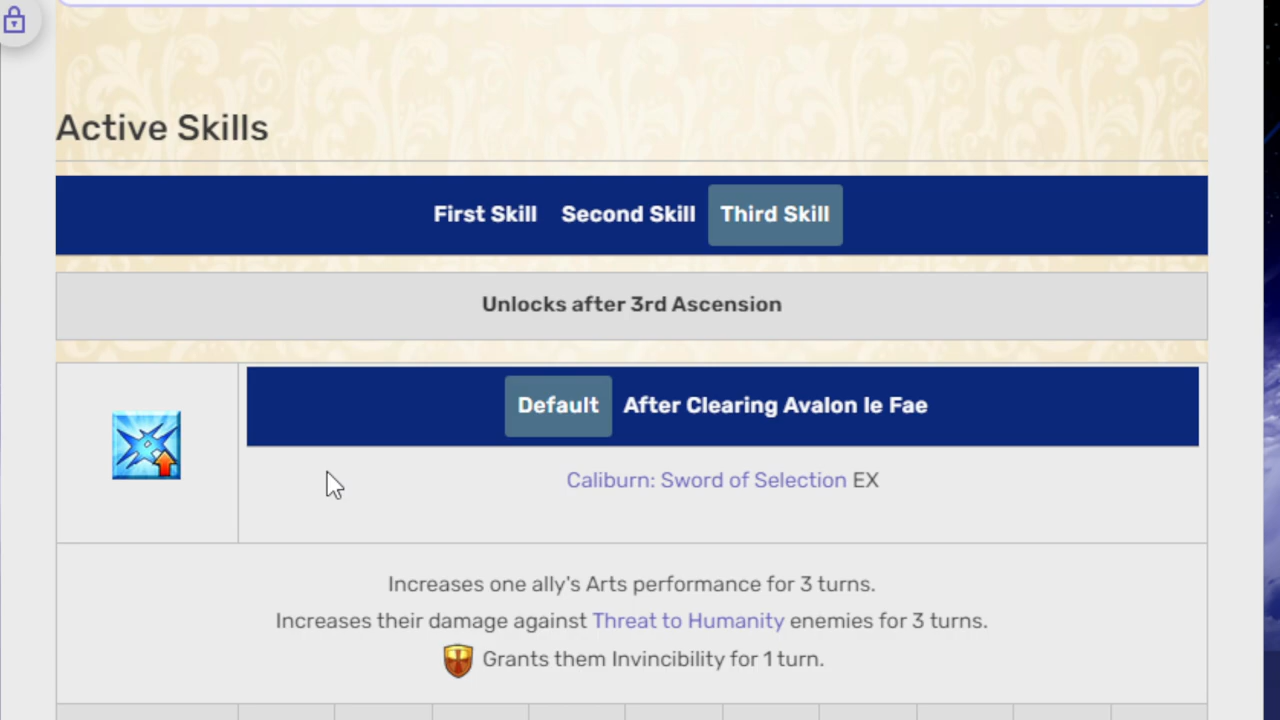 Active Skills
First Skill Second Skill Third Skill
Unlocks after 3rd Ascension
Default After Clearing Avalon le Fae
Caliburn: Sword of Selection EX
Increases one ally's Arts performance for 3 turns.
Increases their damage against Threat to Humanity enemies for 3 turns.
Grants them Invincibility for 1 turn.